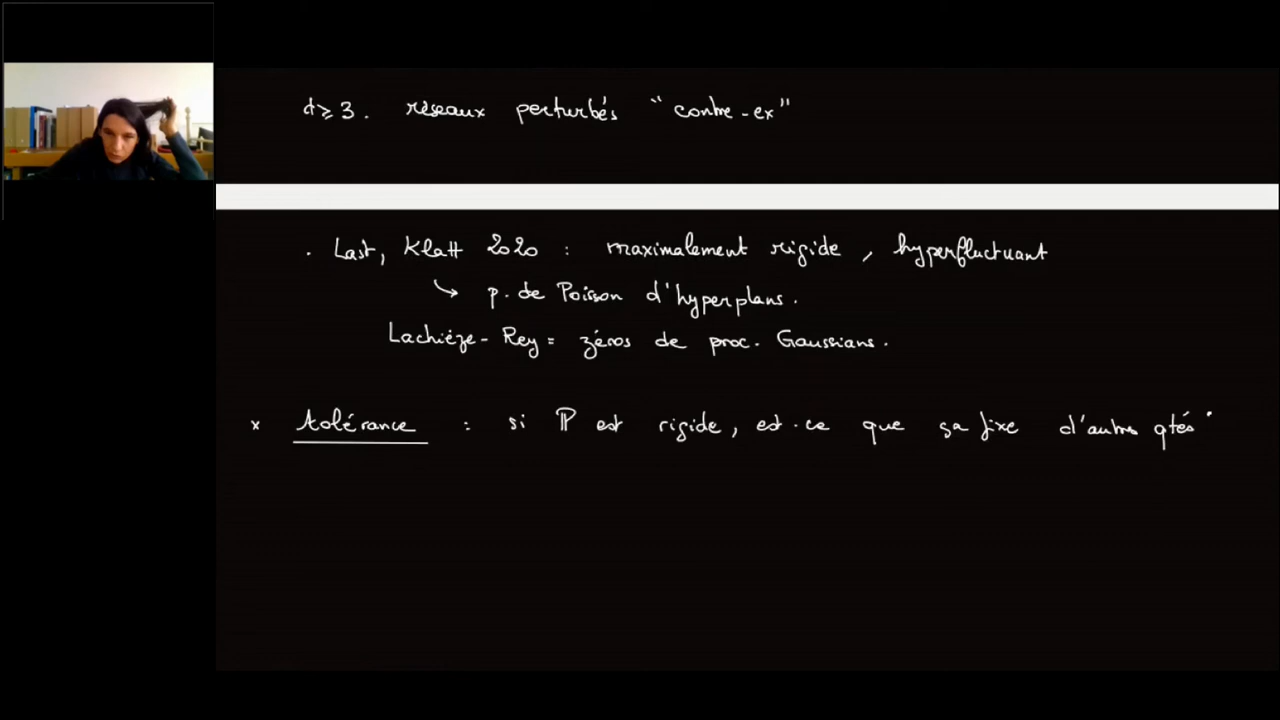 d ⩾ 3. réseaux perturbés "contre-ex"
. Last, Klatt 2020 : maximalement rigide, hyperfluctuant
↳ p. de Poisson d'hyperplans.
Lachièze-Rey = zéros de proc. Gaussians.
x tolérance : si ℙ est rigide, est-ce que ça fixe d'autres qtés